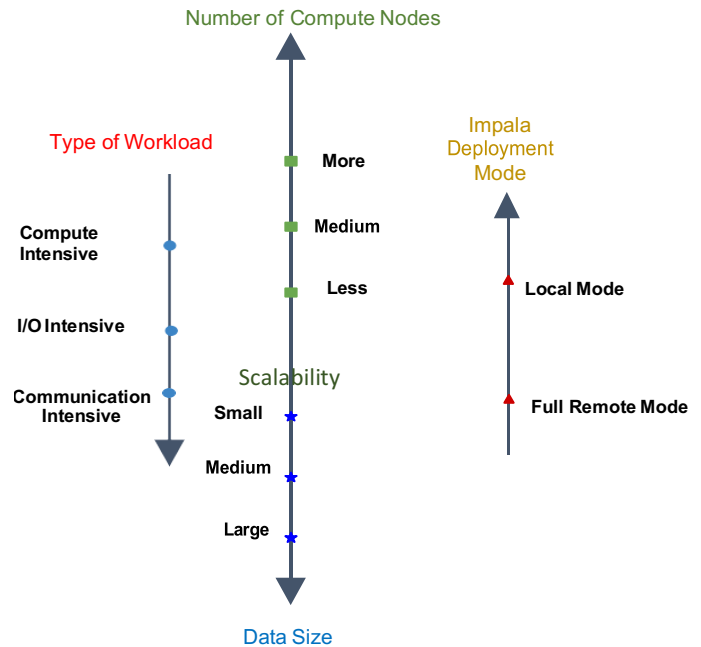 Number of Compute Nodes
Type of Workload
Impala
Deployment
Mode
More
Medium
Less
Compute
Intensive
I/O Intensive
Communication
Intensive
Local Mode
Full Remote Mode
Scalability
Small
Medium
Large
Data Size